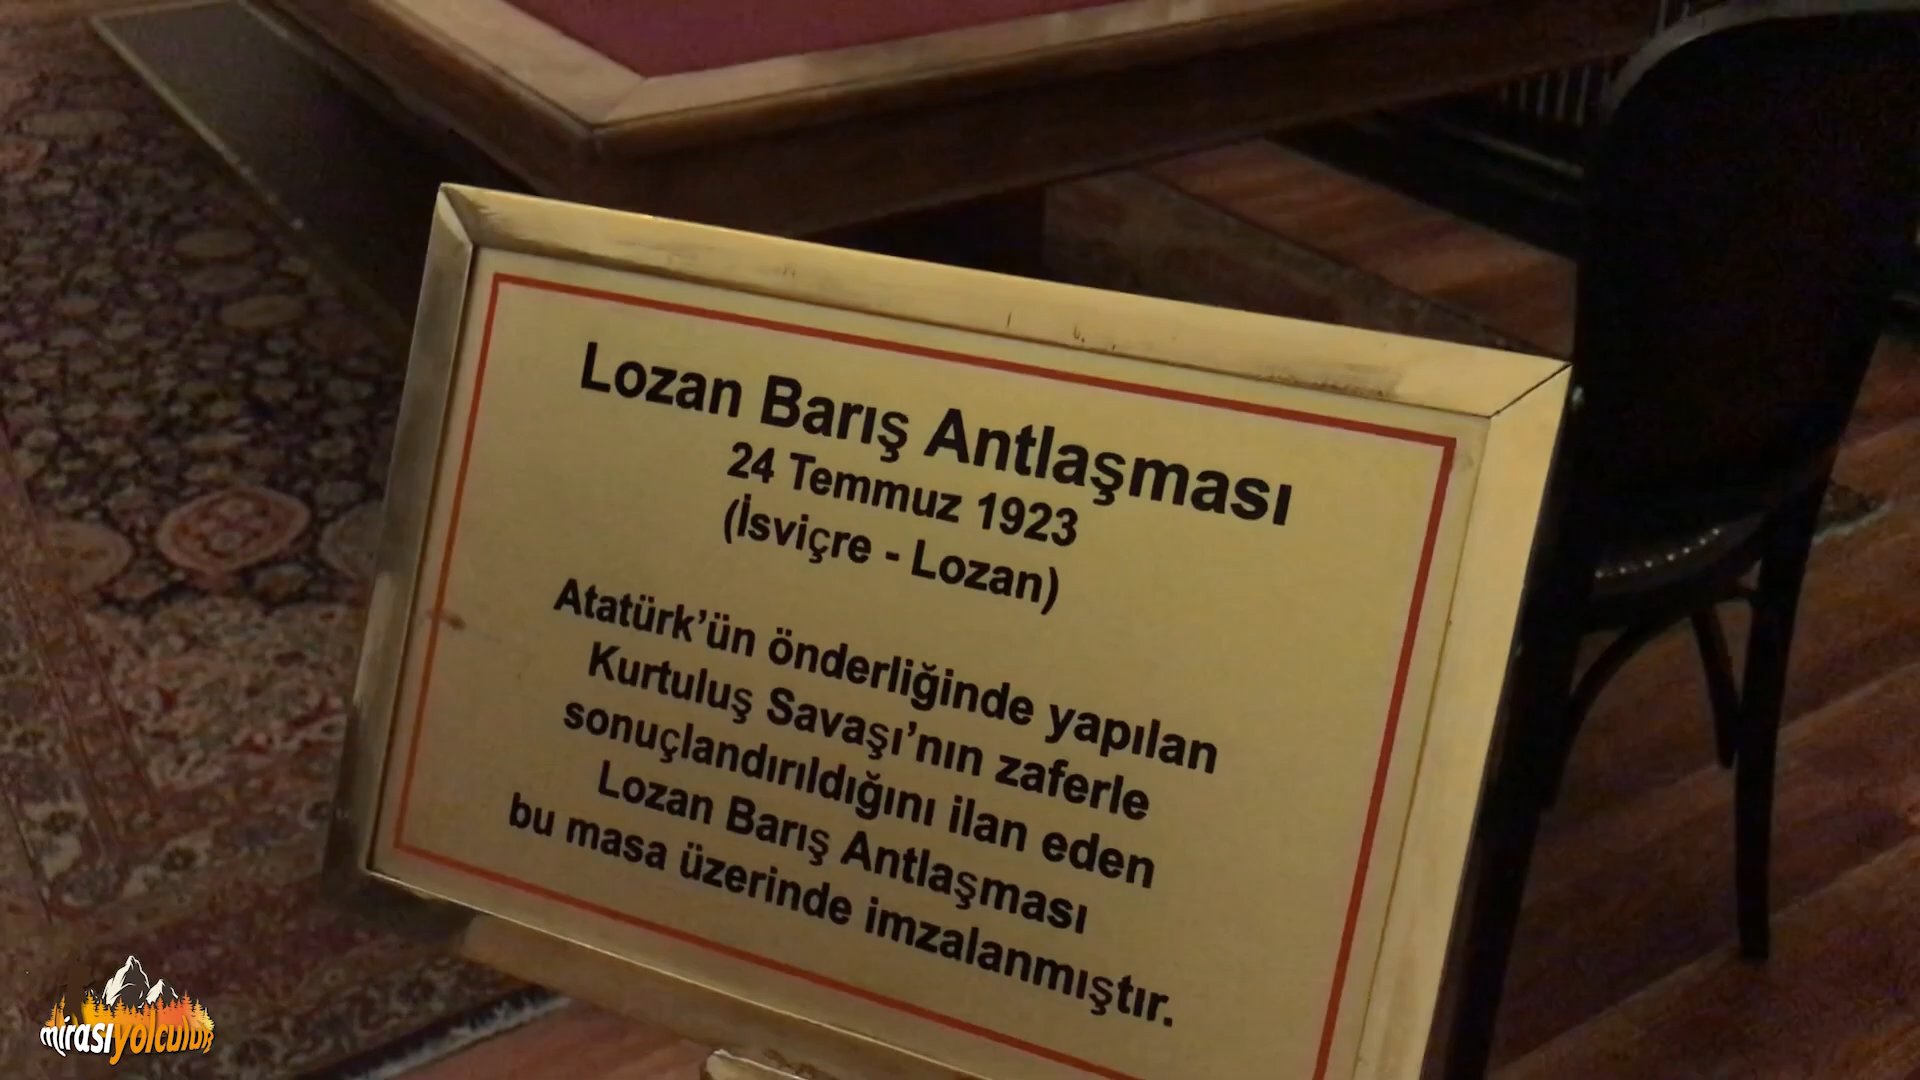 Lozan Barış Antlaşması
24 Temmuz 1923
(İsviçre - Lozan)
Atatürk’ün önderliğinde yapılan
Kurtuluş Savaşı’nın zaferle
sonuçlandırıldığını ilan eden
Lozan Barış Antlaşması
bu masa üzerinde imzalanmıştır.
mirasıyolculuk